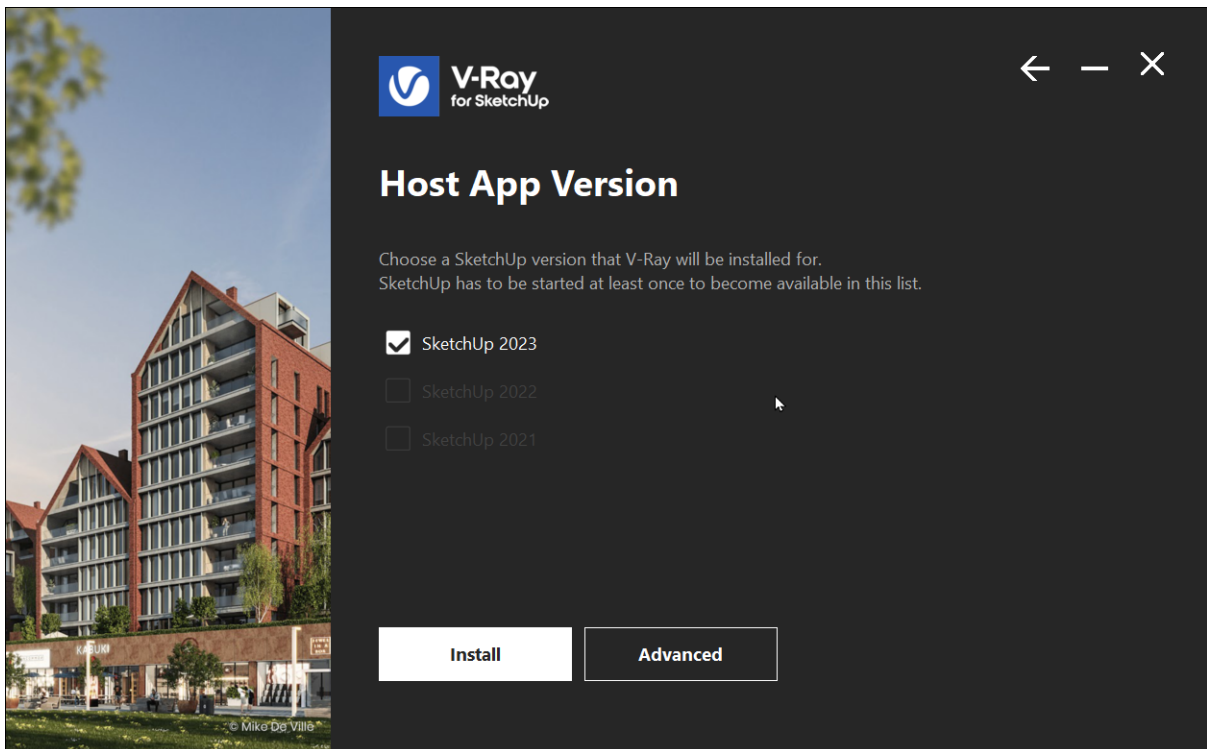 V-Ray
for SketchUp
Host App Version
Choose a SketchUp version that V-Ray will be installed for.
SketchUp has to be started at least once to become available in this list.
SketchUp 2023
SketchUp 2022
SketchUp 2021
Install
Advanced
KABUKI
© Mike De Ville